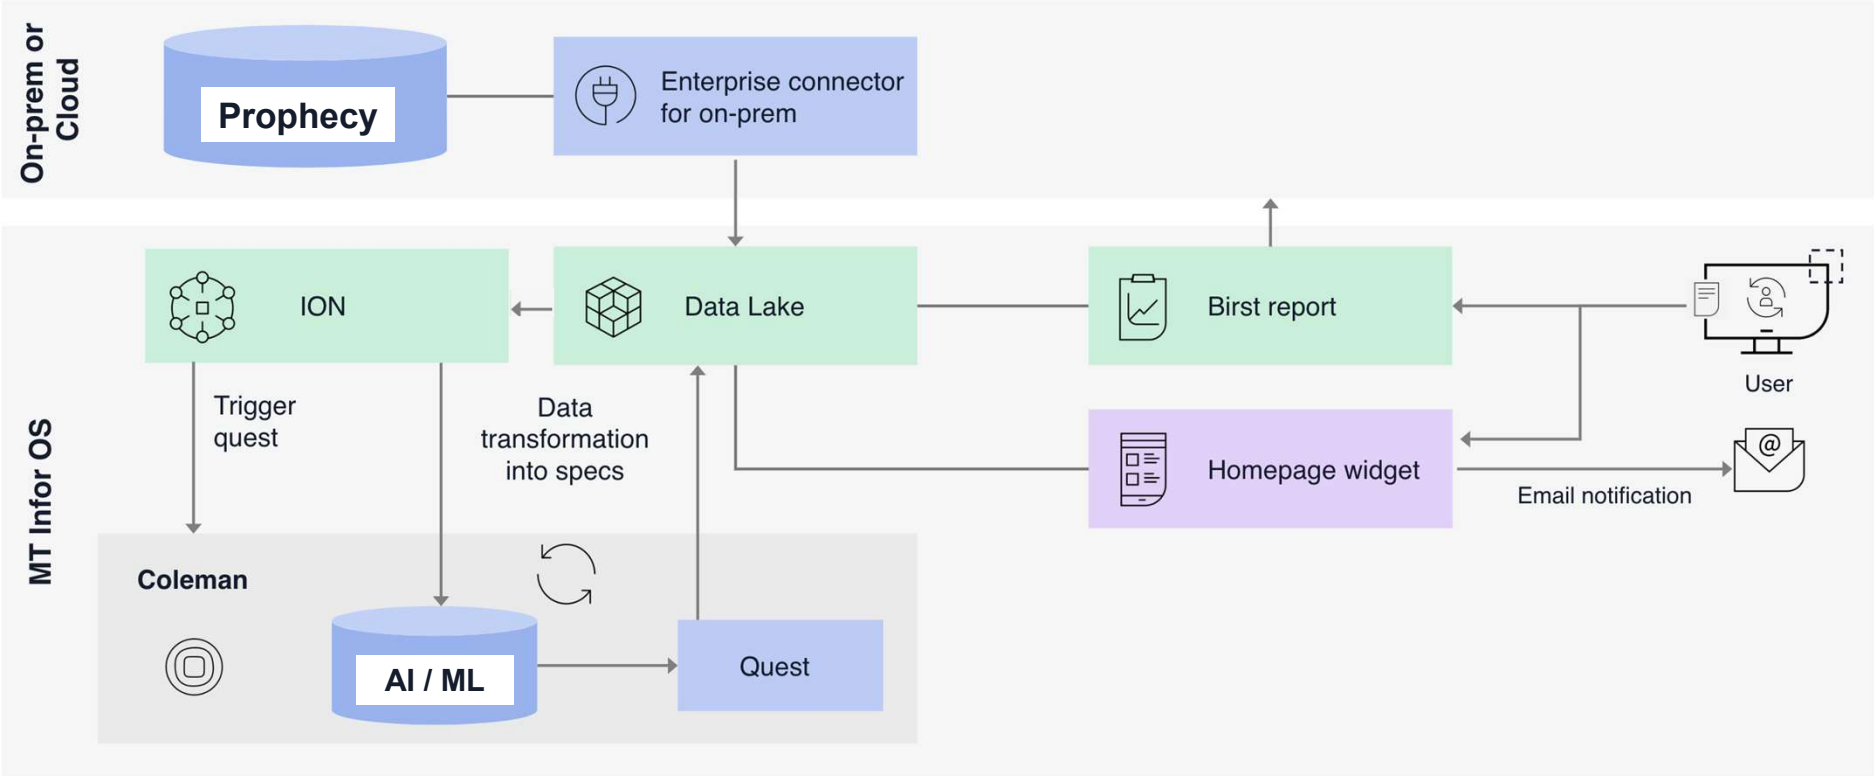 On-prem or
Cloud
Prophecy
Enterprise connector
for on-prem
MT Infor OS
ION
Data Lake
Birst report
User
Trigger
quest
Data
transformation
into specs
Homepage widget
@
Email notification
Coleman
AI / ML
Quest